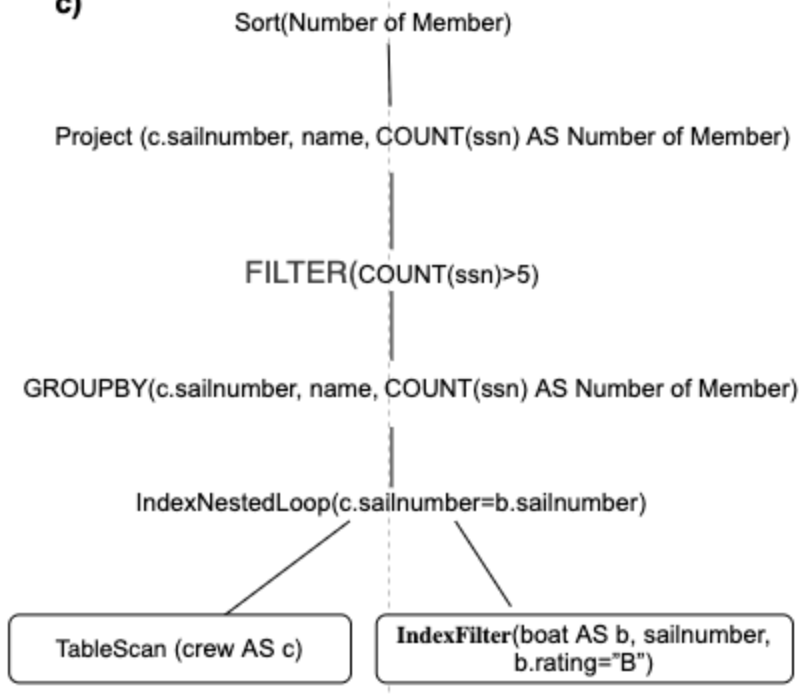 c)
Sort(Number of Member)
Project (c.sailnumber, name, COUNT(ssn) AS Number of Member)
FILTER(COUNT(ssn)>5)
GROUPBY(c.sailnumber, name, COUNT(ssn) AS Number of Member)
IndexNestedLoop(c.sailnumber=b.sailnumber)
TableScan (crew AS c)
IndexFilter(boat AS b, sailnumber,
b.rating=”B”)